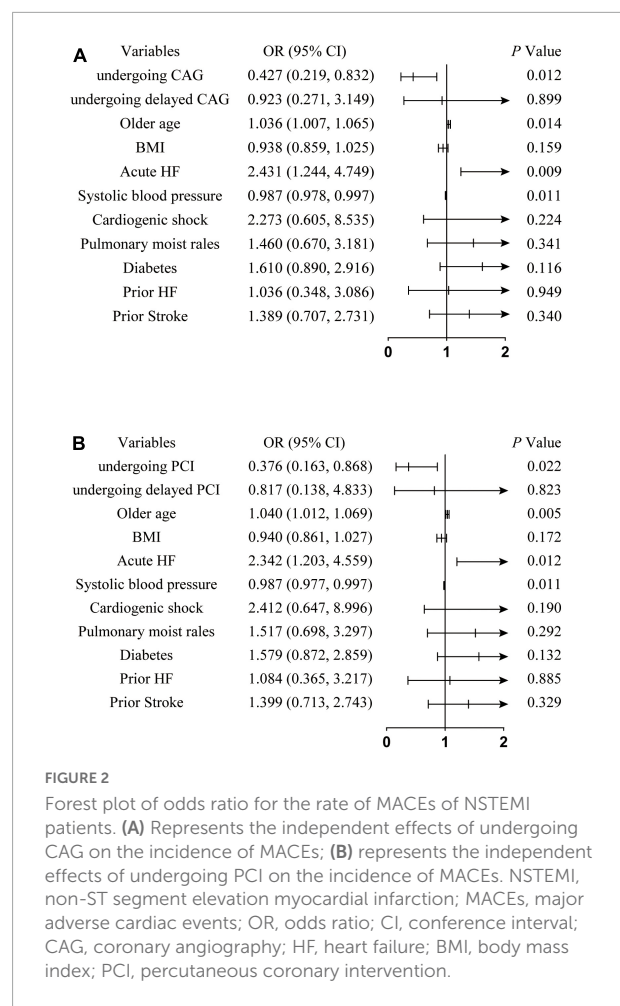 A Variables OR (95% CI) P Value
undergoing CAG 0.427 (0.219, 0.832) 0.012
undergoing delayed CAG 0.923 (0.271, 3.149) 0.899
Older age 1.036 (1.007, 1.065) 0.014
BMI 0.938 (0.859, 1.025) 0.159
Acute HF 2.431 (1.244, 4.749) 0.009
Systolic blood pressure 0.987 (0.978, 0.997) 0.011
Cardiogenic shock 2.273 (0.605, 8.535) 0.224
Pulmonary moist rales 1.460 (0.670, 3.181) 0.341
Diabetes 1.610 (0.890, 2.916) 0.116
Prior HF 1.036 (0.348, 3.086) 0.949
Prior Stroke 1.389 (0.707, 2.731) 0.340
0 1 2
B Variables OR (95% CI) P Value
undergoing PCI 0.376 (0.163, 0.868) 0.022
undergoing delayed PCI 0.817 (0.138, 4.833) 0.823
Older age 1.040 (1.012, 1.069) 0.005
BMI 0.940 (0.861, 1.027) 0.172
Acute HF 2.342 (1.203, 4.559) 0.012
Systolic blood pressure 0.987 (0.977, 0.997) 0.011
Cardiogenic shock 2.412 (0.647, 8.996) 0.190
Pulmonary moist rales 1.517 (0.698, 3.297) 0.292
Diabetes 1.579 (0.872, 2.859) 0.132
Prior HF 1.084 (0.365, 3.217) 0.885
Prior Stroke 1.399 (0.713, 2.743) 0.329
0 1 2
FIGURE 2
Forest plot of odds ratio for the rate of MACEs of NSTEMI
patients. (A) Represents the independent effects of undergoing
CAG on the incidence of MACEs; (B) represents the independent
effects of undergoing PCI on the incidence of MACEs. NSTEMI,
non-ST segment elevation myocardial infarction; MACEs, major
adverse cardiac events; OR, odds ratio; CI, conference interval;
CAG, coronary angiography; HF, heart failure; BMI, body mass
index; PCI, percutaneous coronary intervention.